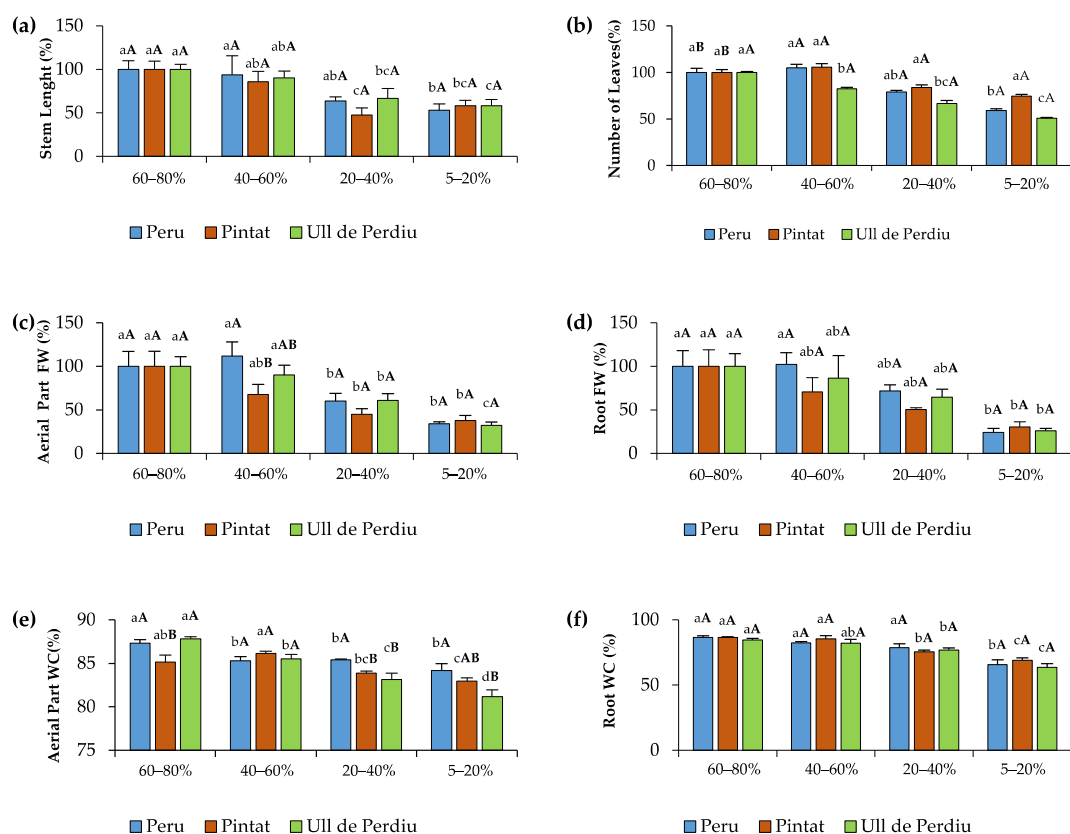 (a)
Stem Lenght (%)
150
100
50
0
aA aA aA
aA abA abA
abA cA bcA
bA bcA cA
60–80% 40–60% 20–40% 5–20%
Peru Pintat Ull de Perdiu
(b)
Number of Leaves(%)
150
100
50
0
aB aB aA
aA aA bA
abA aA bcA
bA aA cA
60–80% 40–60% 20–40% 5–20%
Peru Pintat Ull de Perdiu
(c)
Aerial Part FW (%)
150
100
50
0
aA aA aA
aA abB aAB
bA bA bA
bA bA cA
60–80% 40–60% 20–40% 5–20%
Peru Pintat Ull de Perdiu
(d)
Root FW (%)
150
100
50
0
aA aA aA
aA abA abA
abA abA abA
bA bA bA
60–80% 40–60% 20–40% 5–20%
Peru Pintat Ull de Perdiu
(e)
Aerial Part WC(%)
90
85
80
75
aA abB aA
bA aA bA
bA bcB cB
bA cAB dB
60–80% 40–60% 20–40% 5–20%
Peru Pintat Ull de Perdiu
(f)
Root WC (%)
100
50
0
aA aA aA
aA aA abA
aA bA bA
bA cA cA
60–80% 40–60% 20–40% 5–20%
Peru Pintat Ull de Perdiu